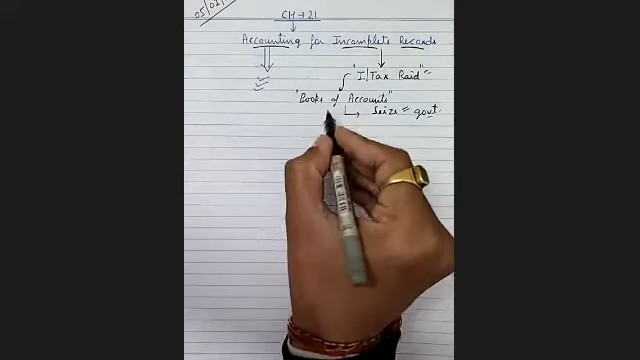 05/02/
CH → 21
Accounting for Incomplete Records
"I/Tax Raid"
"Books of Accounts"
→ Seize = govt.